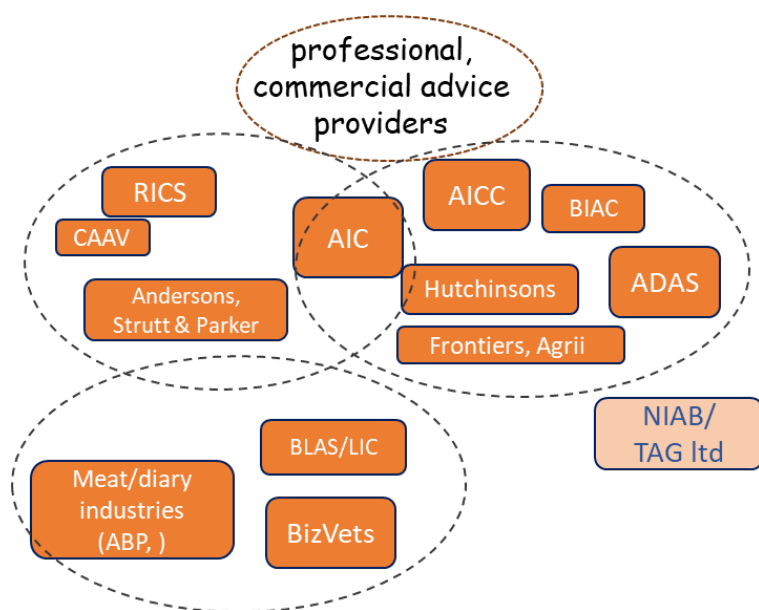 professional,
commercial advice
providers
RICS
CAAV
AIC
AICC
BIAC
Andersons,
Strutt & Parker
Hutchinsons
ADAS
Frontiers, Agrii
NIAB/
TAG ltd
BLAS/LIC
Meat/diary
industries
(ABP, )
BizVets